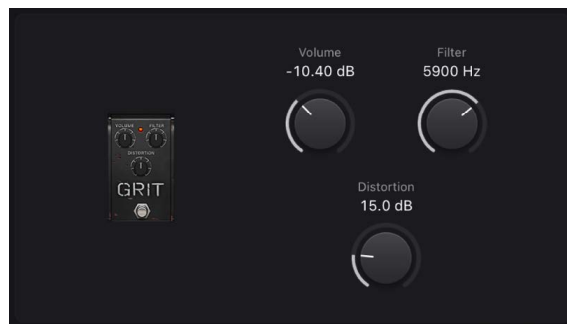 Volume
-10.40 dB
Filter
5900 Hz
VOLUME
FILTER
DISTORTION
GRIT
Distortion
15.0 dB